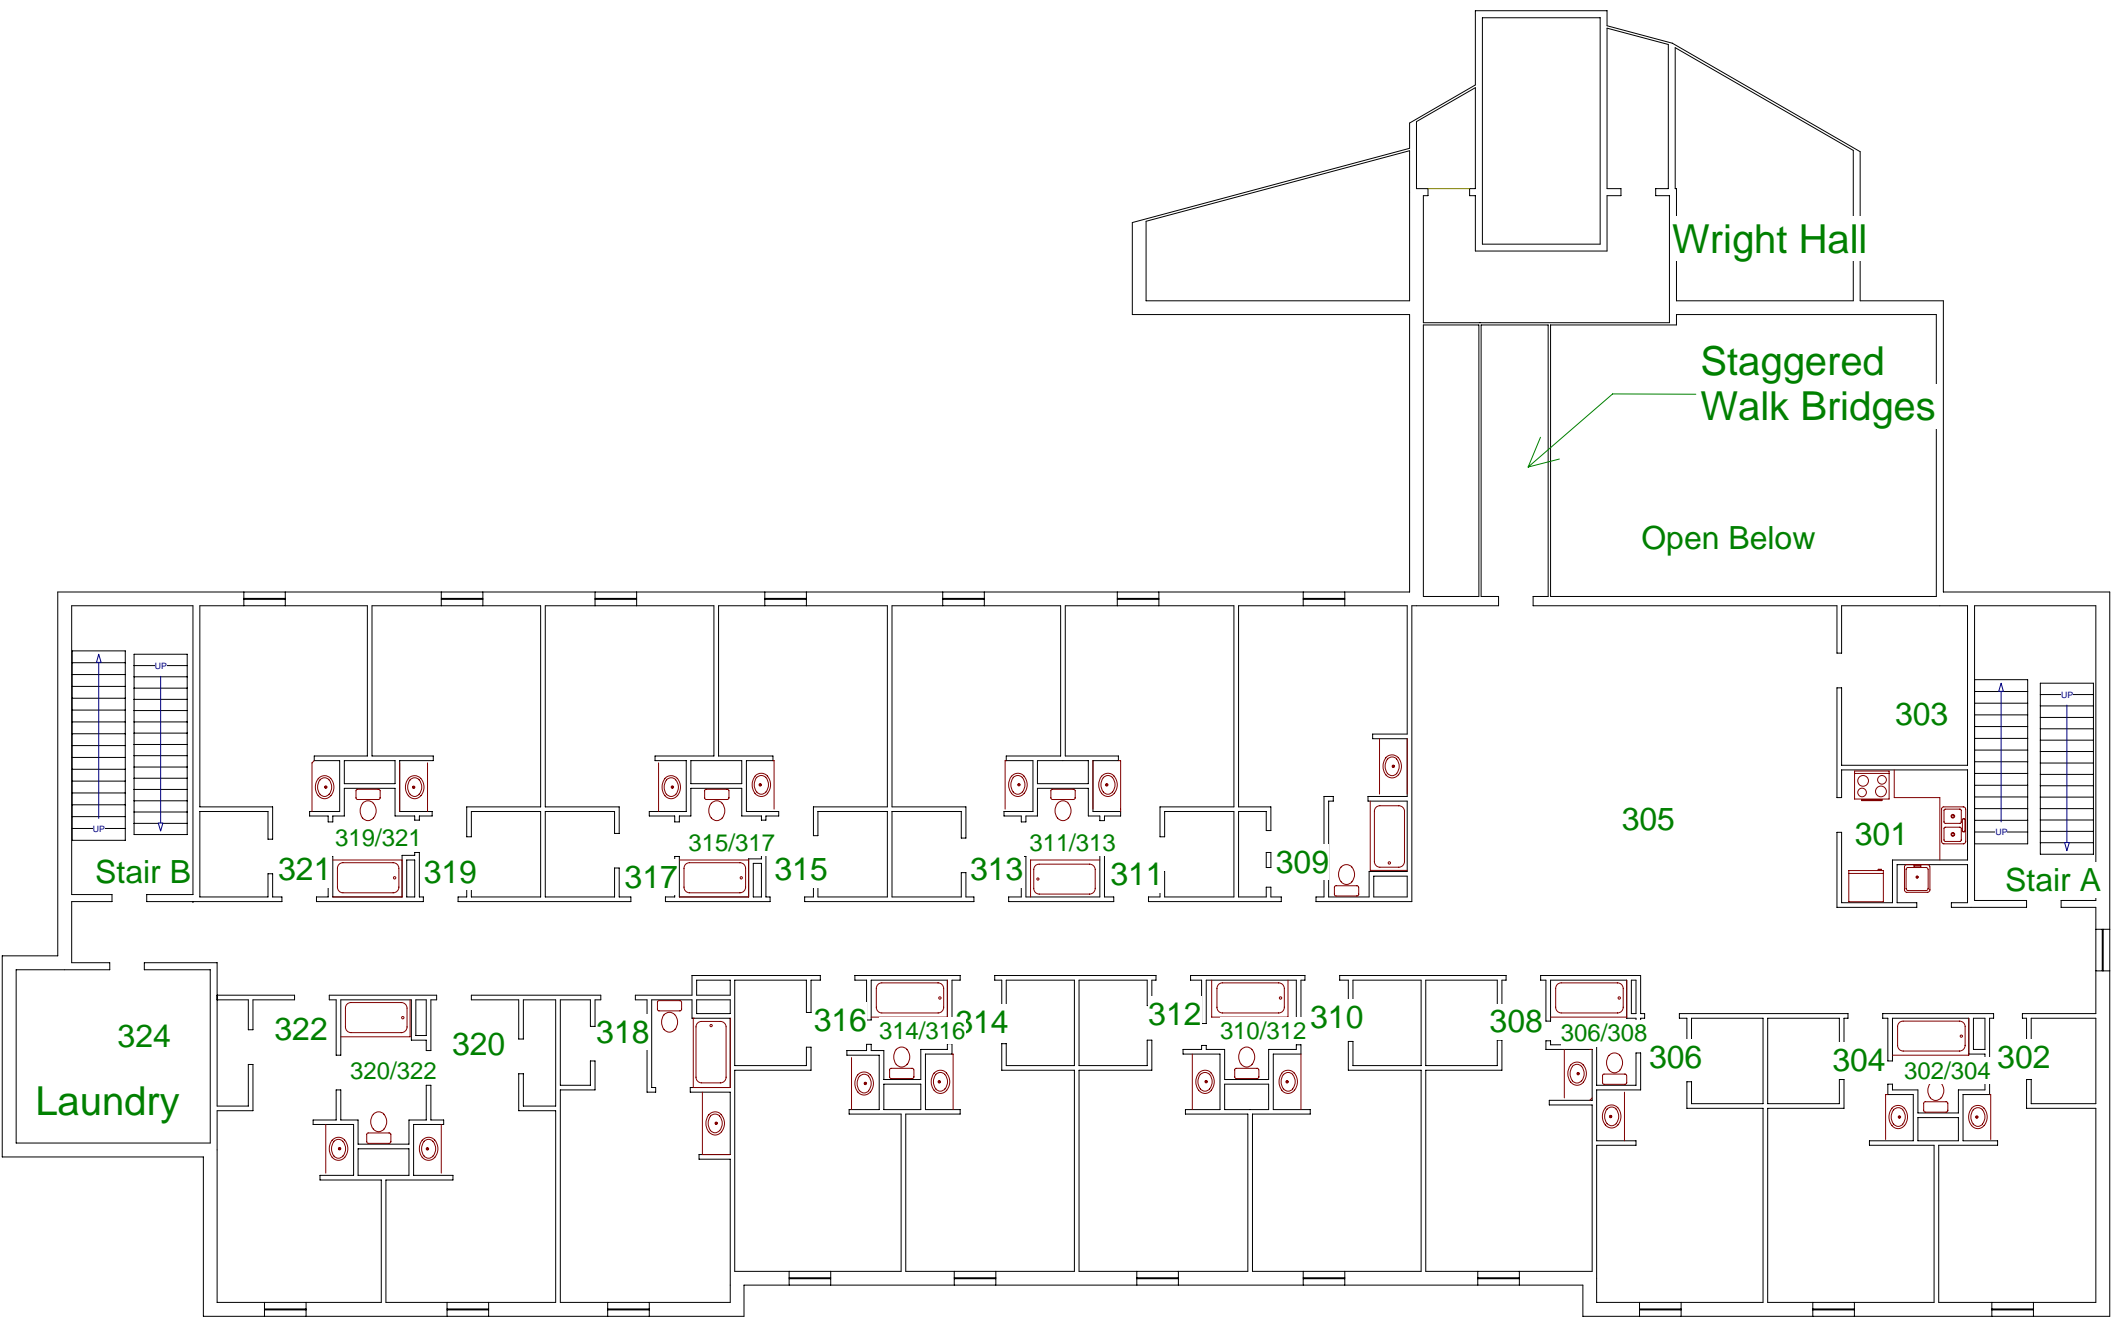 Wright Hall
Staggered
Walk Bridges
Open Below
UP
UP
UP
UP
303
305
301
319/321
315/317
311/313
Stair B
321
319
317
315
313
311
309
Stair A
324
322
320
318
316
314/316
314
312
310/312
310
308
306/308
306
304
302/304
302
320/322
Laundry